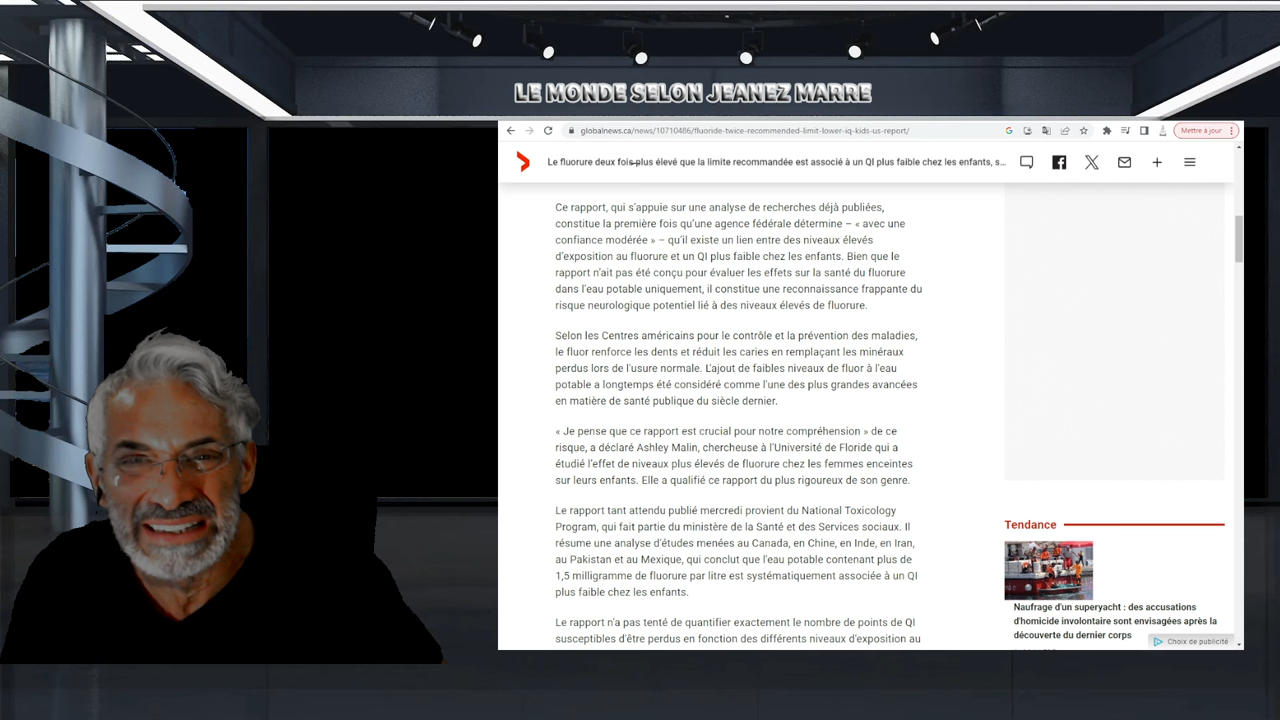 LE MONDE SELON JEANEZ MARRE
globalnews.ca/news/10710486/fluoride-twice-recommended-limit-lower-iq-kids-us-report/
Mettre à jour
Le fluorure deux fois plus élevé que la limite recommandée est associé à un QI plus faible chez les enfants, s...
Ce rapport, qui s'appuie sur une analyse de recherches déjà publiées,
constitue la première fois qu'une agence fédérale détermine – « avec une
confiance modérée » – qu'il existe un lien entre des niveaux élevés
d'exposition au fluorure et un QI plus faible chez les enfants. Bien que le
rapport n'ait pas été conçu pour évaluer les effets sur la santé du fluorure
dans l'eau potable uniquement, il constitue une reconnaissance frappante du
risque neurologique potentiel lié à des niveaux élevés de fluorure.
Selon les Centres américains pour le contrôle et la prévention des maladies,
le fluor renforce les dents et réduit les caries en remplaçant les minéraux
perdus lors de l'usure normale. L'ajout de faibles niveaux de fluor à l'eau
potable a longtemps été considéré comme l'une des plus grandes avancées
en matière de santé publique du siècle dernier.
« Je pense que ce rapport est crucial pour notre compréhension » de ce
risque, a déclaré Ashley Malin, chercheuse à l'Université de Floride qui a
étudié l'effet de niveaux plus élevés de fluorure chez les femmes enceintes
sur leurs enfants. Elle a qualifié ce rapport du plus rigoureux de son genre.
Le rapport tant attendu publié mercredi provient du National Toxicology
Program, qui fait partie du ministère de la Santé et des Services sociaux. Il
résume une analyse d'études menées au Canada, en Chine, en Inde, en Iran,
au Pakistan et au Mexique, qui conclut que l'eau potable contenant plus de
1,5 milligramme de fluorure par litre est systématiquement associée à un QI
plus faible chez les enfants.
Le rapport n'a pas tenté de quantifier exactement le nombre de points de QI
susceptibles d'être perdus en fonction des différents niveaux d'exposition au
Tendance
Naufrage d'un superyacht : des accusations
d'homicide involontaire sont envisagées après la
découverte du dernier corps
Choix de publicité